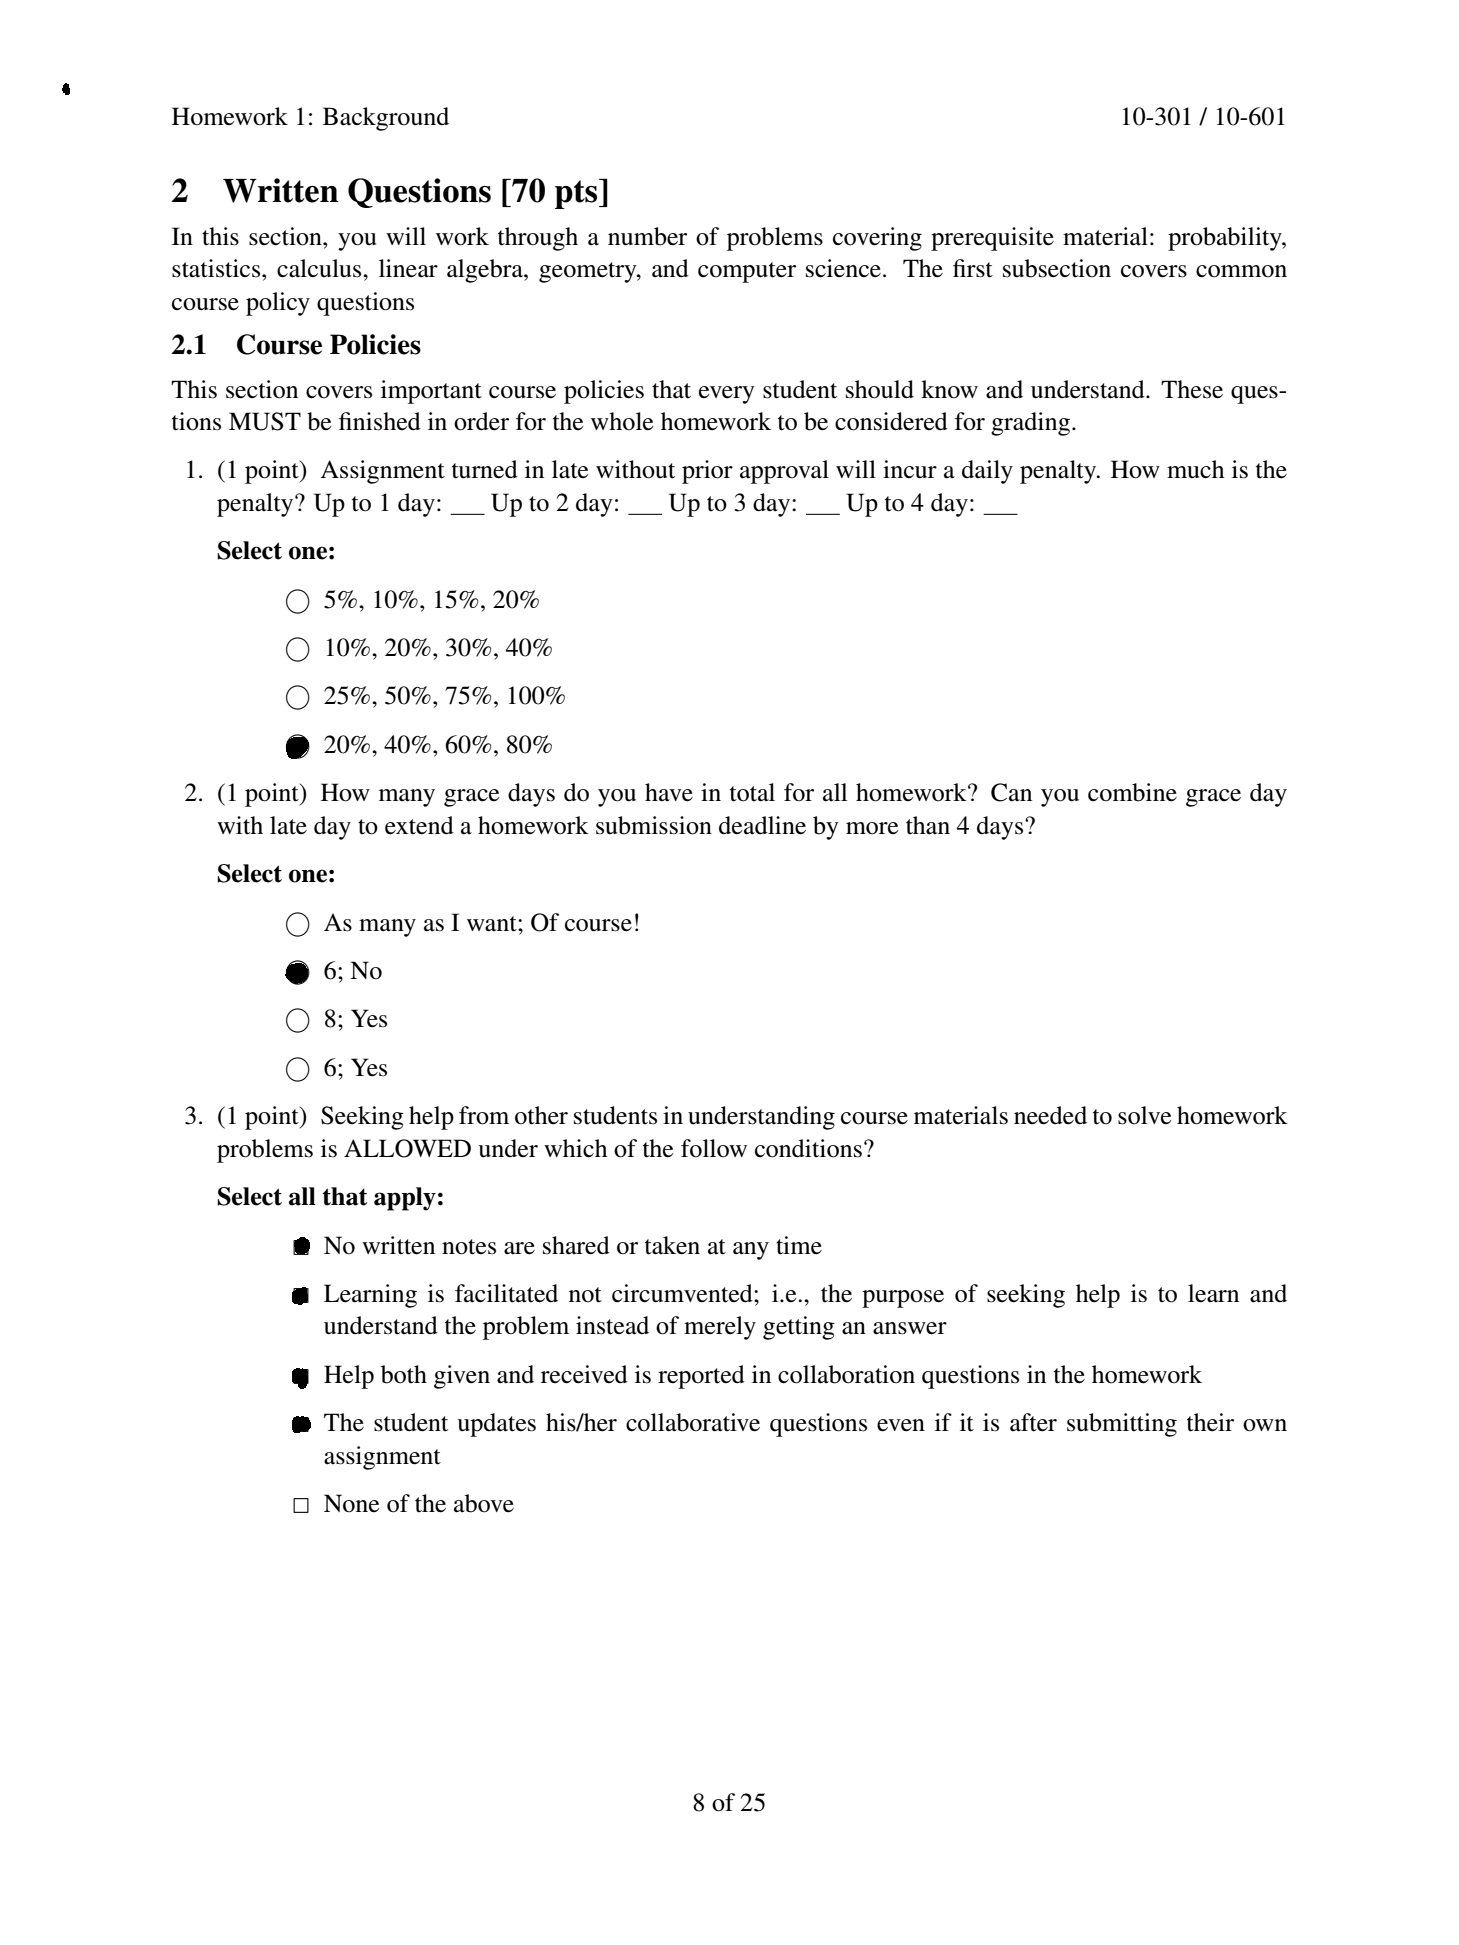 Homework 1: Background 10-301 / 10-601
2 Written Questions [70 pts]
In this section, you will work through a number of problems covering prerequisite material: probability,
statistics, calculus, linear algebra, geometry, and computer science. The first subsection covers common
course policy questions
2.1 Course Policies
This section covers important course policies that every student should know and understand. These ques-
tions MUST be finished in order for the whole homework to be considered for grading.
1. (1 point) Assignment turned in late without prior approval will incur a daily penalty. How much is the
penalty? Up to 1 day: ___ Up to 2 day: ___ Up to 3 day: ___ Up to 4 day: ___
Select one:
○ 5%, 10%, 15%, 20%
○ 10%, 20%, 30%, 40%
○ 25%, 50%, 75%, 100%
● 20%, 40%, 60%, 80%
2. (1 point) How many grace days do you have in total for all homework? Can you combine grace day
with late day to extend a homework submission deadline by more than 4 days?
Select one:
○ As many as I want; Of course!
● 6; No
○ 8; Yes
○ 6; Yes
3. (1 point) Seeking help from other students in understanding course materials needed to solve homework
problems is ALLOWED under which of the follow conditions?
Select all that apply:
■ No written notes are shared or taken at any time
■ Learning is facilitated not circumvented; i.e., the purpose of seeking help is to learn and
understand the problem instead of merely getting an answer
■ Help both given and received is reported in collaboration questions in the homework
■ The student updates his/her collaborative questions even if it is after submitting their own
assignment
□ None of the above
8 of 25